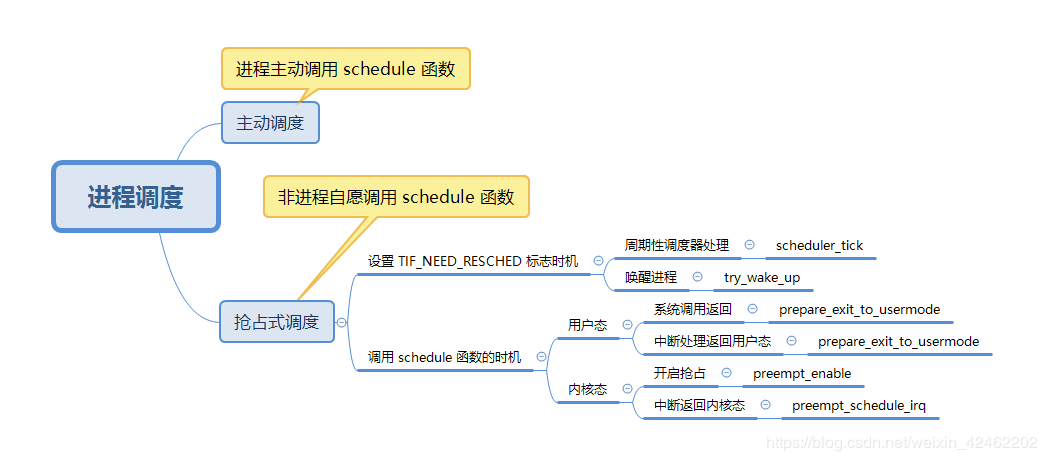 进程主动调用 schedule 函数
主动调度
进程调度
非进程自愿调用 schedule 函数
抢占式调度
设置 TIF_NEED_RESCHED 标志时机
周期性调度器处理
scheduler_tick
唤醒进程
try_wake_up
调用 schedule 函数的时机
用户态
系统调用返回
prepare_exit_to_usermode
中断处理返回用户态
prepare_exit_to_usermode
内核态
开启抢占
preempt_enable
中断返回内核态
preempt_schedule_irq
https://blog.csdn.net/weixin_42462202